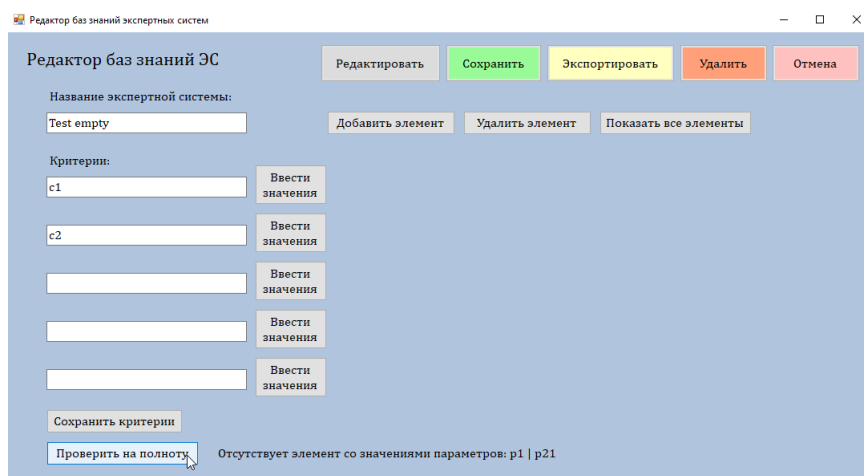 Редактор баз знаний экспертных систем
Редактор баз знаний ЭС
Редактировать
Сохранить
Экспортировать
Удалить
Отмена
Название экспертной системы:
Test empty
Добавить элемент
Удалить элемент
Показать все элементы
Критерии:
c1
Ввести
значения
c2
Ввести
значения
Ввести
значения
Ввести
значения
Ввести
значения
Сохранить критерии
Проверить на полноту
Отсутствует элемент со значениями параметров: p1 | p21